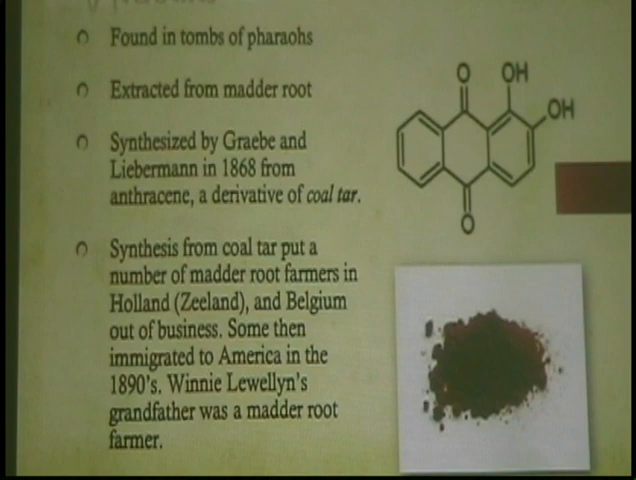 Found in tombs of pharaohs
Extracted from madder root
Synthesized by Graebe and
Liebermann in 1868 from
anthracene, a derivative of coal tar.
Synthesis from coal tar put a
number of madder root farmers in
Holland (Zeeland), and Belgium
out of business. Some then
immigrated to America in the
1890's. Winnie Lewellyn's
grandfather was a madder root
farmer.
O
OH
OH
O